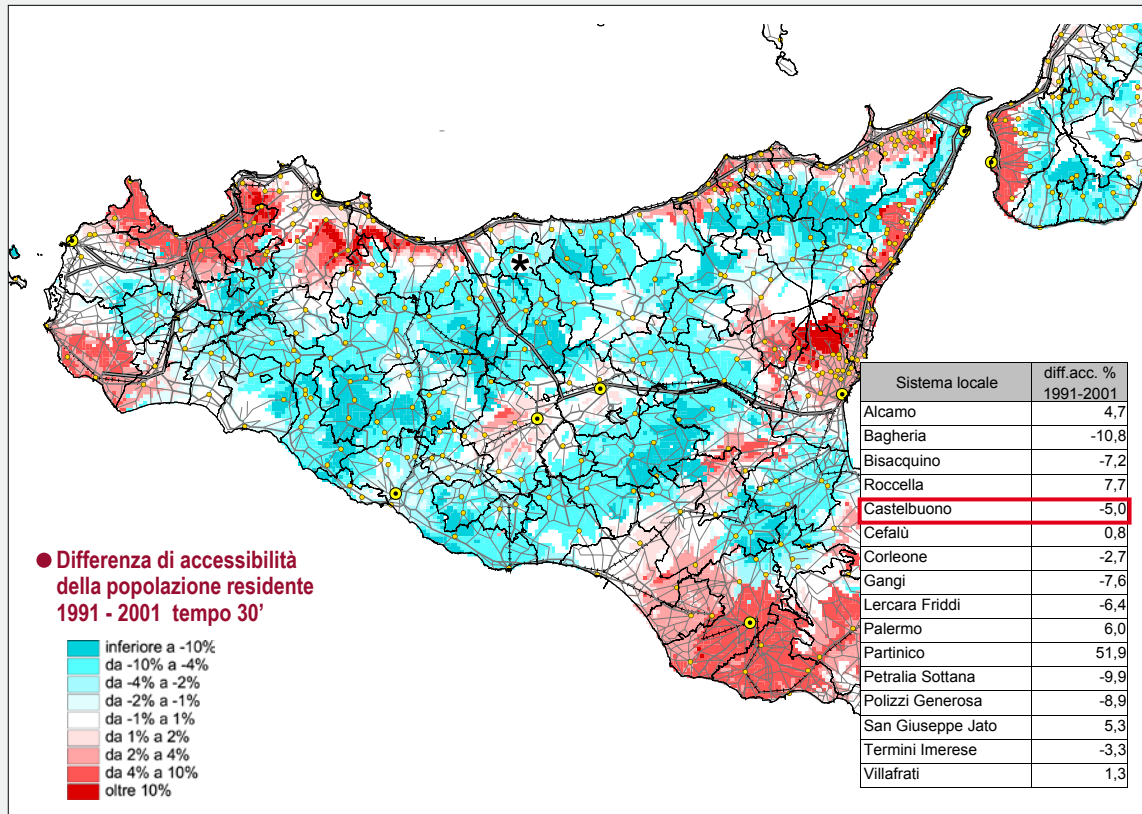 Sistema locale diff.acc. % 1991-2001
Alcamo 4,7
Bagheria -10,8
Bisacquino -7,2
Roccella 7,7
Castelbuono -5,0
Cefalù 0,8
Corleone -2,7
Gangi -7,6
Lercara Friddi -6,4
Palermo 6,0
Partinico 51,9
Petralia Sottana -9,9
Polizzi Generosa -8,9
San Giuseppe Jato 5,3
Termini Imerese -3,3
Villafrati 1,3
● Differenza di accessibilità
della popolazione residente
1991 - 2001 tempo 30’
inferiore a -10%
da -10% a -4%
da -4% a -2%
da -2% a -1%
da -1% a 1%
da 1% a 2%
da 2% a 4%
da 4% a 10%
oltre 10%
*